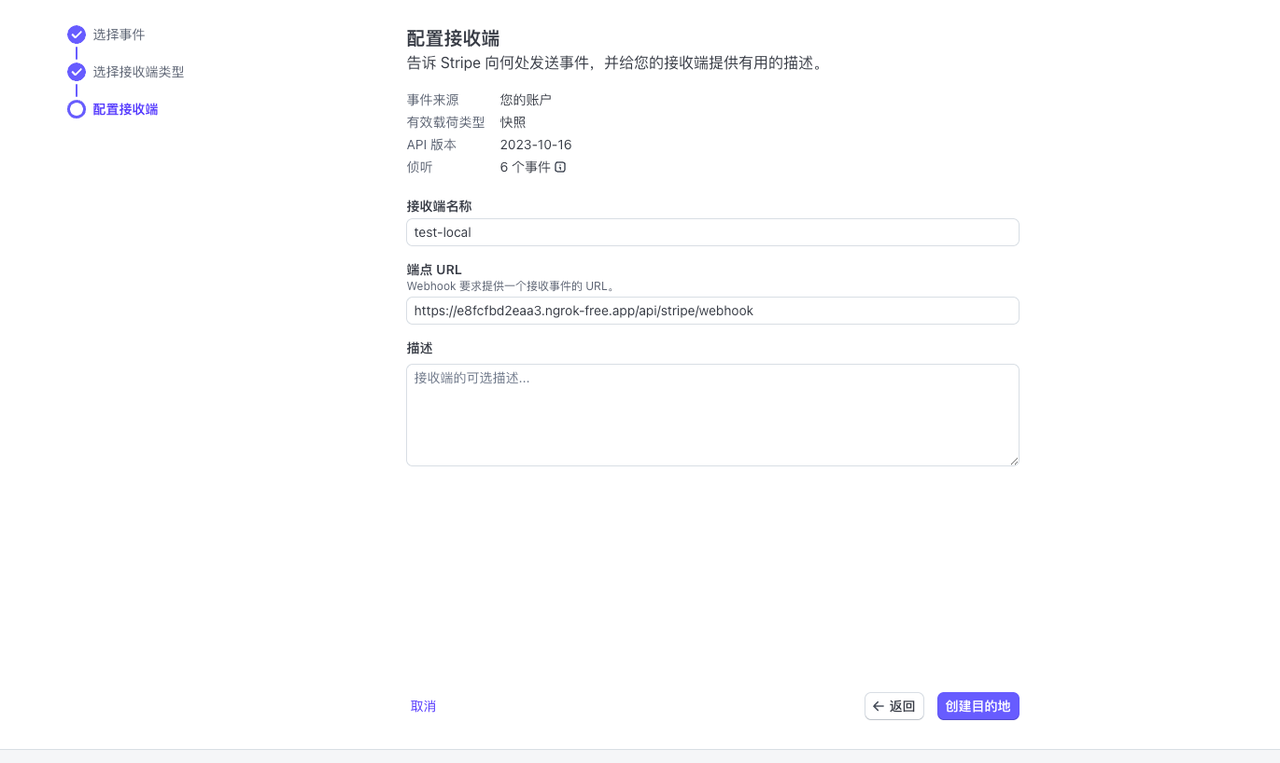 选择事件
选择接收端类型
配置接收端
配置接收端
告诉 Stripe 向何处发送事件，并给您的接收端提供有用的描述。
事件来源 您的账户
有效载荷类型 快照
API 版本 2023-10-16
侦听 6 个事件
接收端名称
test-local
端点 URL
Webhook 要求提供一个接收事件的 URL。
https://e8fcfbd2eaa3.ngrok-free.app/api/stripe/webhook
描述
接收端的可选描述...
取消
← 返回
创建目的地